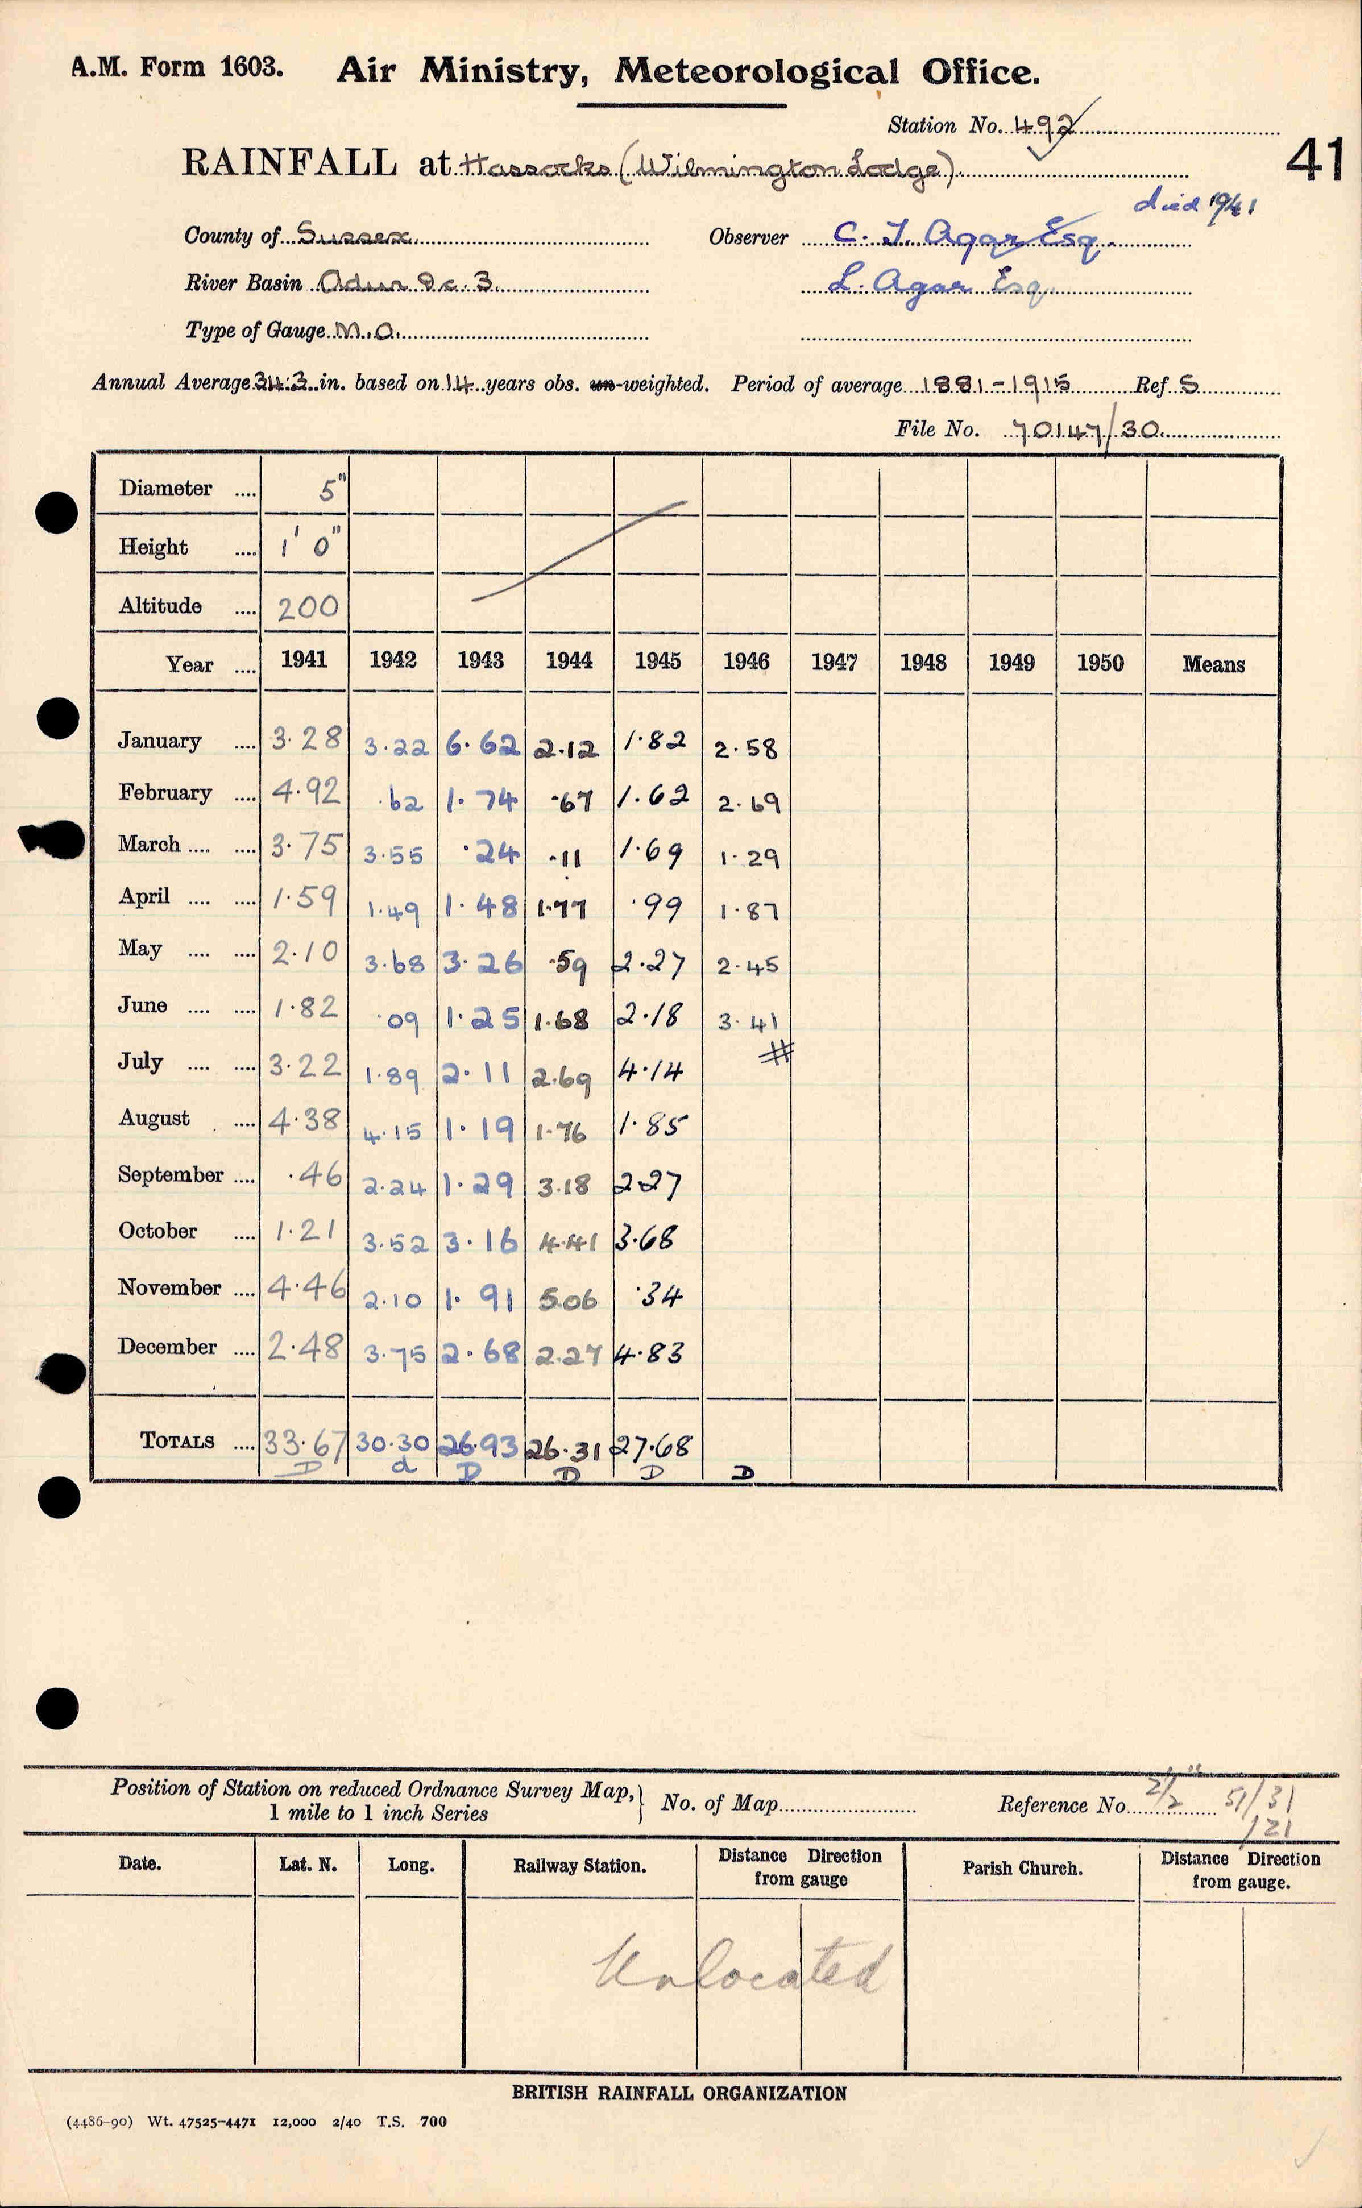 A.M. Form 1603. Air Ministry, Meteorological Office.
Station No. 492
41
RAINFALL at Hassocks (Wilmington Lodge)
died 1941
County of Sussex Observer C. T. Agar Esq.
River Basin Adur Dc. 3 L. Agar Esq.
Type of Gauge M.O.
Annual Average 34.3 in. based on 14 years obs. un-weighted. Period of average 1881-1915 Ref S
File No. 70147/30
Diameter .... 5"
Height .... 1' 0"
Altitude .... 200
Year .... 1941 1942 1943 1944 1945 1946 1947 1948 1949 1950 Means
January .... 3.28 3.22 6.62 2.12 1.82 2.58
February .... 4.92 .62 1.74 .67 1.62 2.69
March .... .... 3.75 3.55 .24 .11 1.69 1.29
April .... .... 1.59 1.49 1.48 1.77 .99 1.87
May .... .... 2.10 3.68 3.26 .59 2.27 2.45
June .... .... 1.82 .09 1.25 1.68 2.18 3.41
July .... .... 3.22 1.89 2.11 2.69 4.14 #
August .... 4.38 4.15 1.19 1.76 1.85
September .... .46 2.24 1.29 3.18 2.27
October .... 1.21 3.52 3.16 4.41 3.68
November .... 4.46 2.10 1.91 5.06 .34
December .... 2.48 3.75 2.68 2.27 4.83
TOTALS .... 33.67 30.30 26.93 26.31 27.68
D d D D D D
Position of Station on reduced Ordnance Survey Map, 1 mile to 1 inch Series } No. of Map Reference No. 2½" 51/31
/21
Date. Lat. N. Long. Railway Station. Distance Direction from gauge Parish Church. Distance Direction from gauge.
Unlocated
BRITISH RAINFALL ORGANIZATION
(4486-90) Wt. 47525-4471 12,000 2/40 T.S. 700